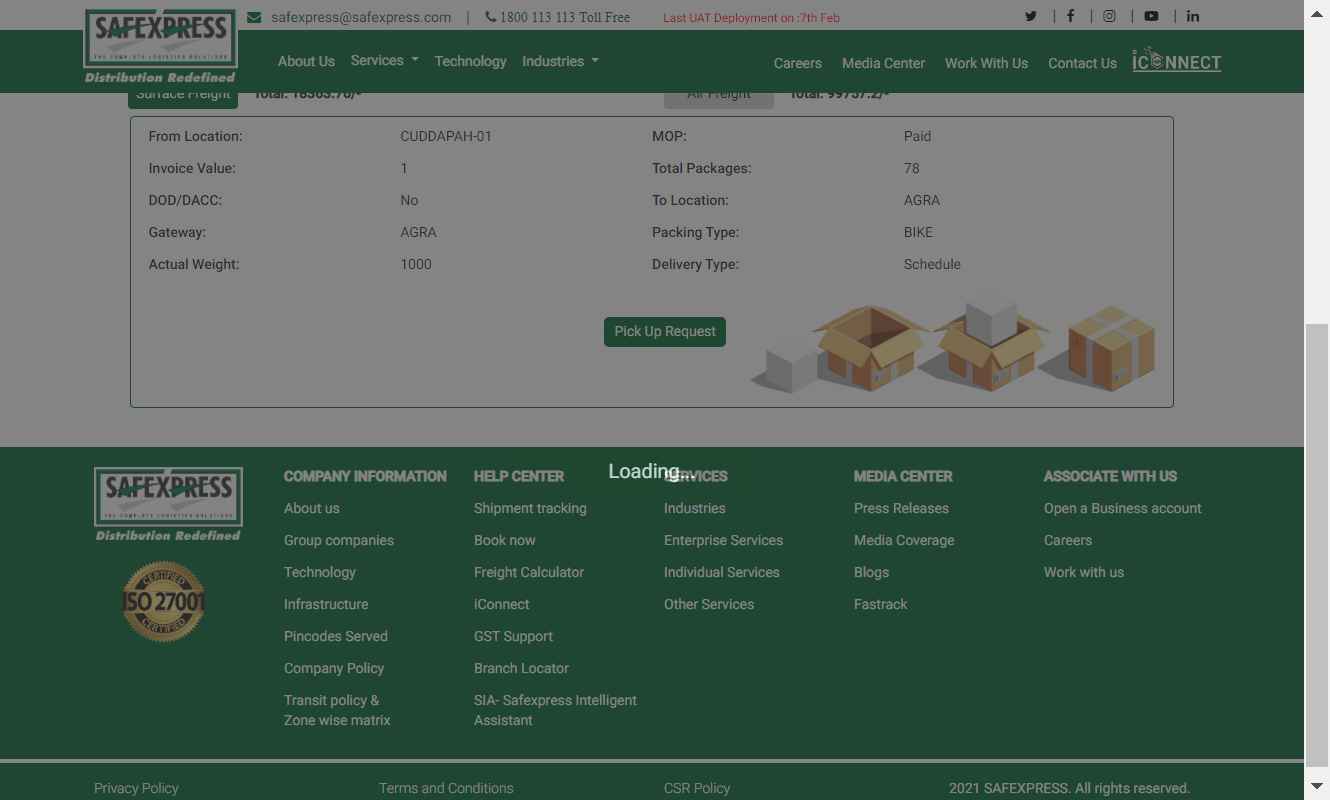 SAFEXPRESS
THE COMPLETE LOGISTICS SOLUTIONS
Distribution Redefined
safexpress@safexpress.com | 1800 113 113 Toll Free Last UAT Deployment on :7th Feb
About Us Services Technology Industries Careers Media Center Work With Us Contact Us iCONNECT
Surface Freight Total: 18363.76/- Air Freight Total: 99757.2/-
From Location: CUDDAPAH-01 MOP: Paid
Invoice Value: 1 Total Packages: 78
DOD/DACC: No To Location: AGRA
Gateway: AGRA Packing Type: BIKE
Actual Weight: 1000 Delivery Type: Schedule
Pick Up Request
Loading...
SAFEXPRESS
THE COMPLETE LOGISTICS SOLUTIONS
Distribution Redefined
CERTIFIED
ISO 27001
CERTIFIED
COMPANY INFORMATION
About us
Group companies
Technology
Infrastructure
Pincodes Served
Company Policy
Transit policy &
Zone wise matrix
HELP CENTER
Shipment tracking
Book now
Freight Calculator
iConnect
GST Support
Branch Locator
SIA- Safexpress Intelligent
Assistant
SERVICES
Industries
Enterprise Services
Individual Services
Other Services
MEDIA CENTER
Press Releases
Media Coverage
Blogs
Fastrack
ASSOCIATE WITH US
Open a Business account
Careers
Work with us
Privacy Policy Terms and Conditions CSR Policy 2021 SAFEXPRESS. All rights reserved.